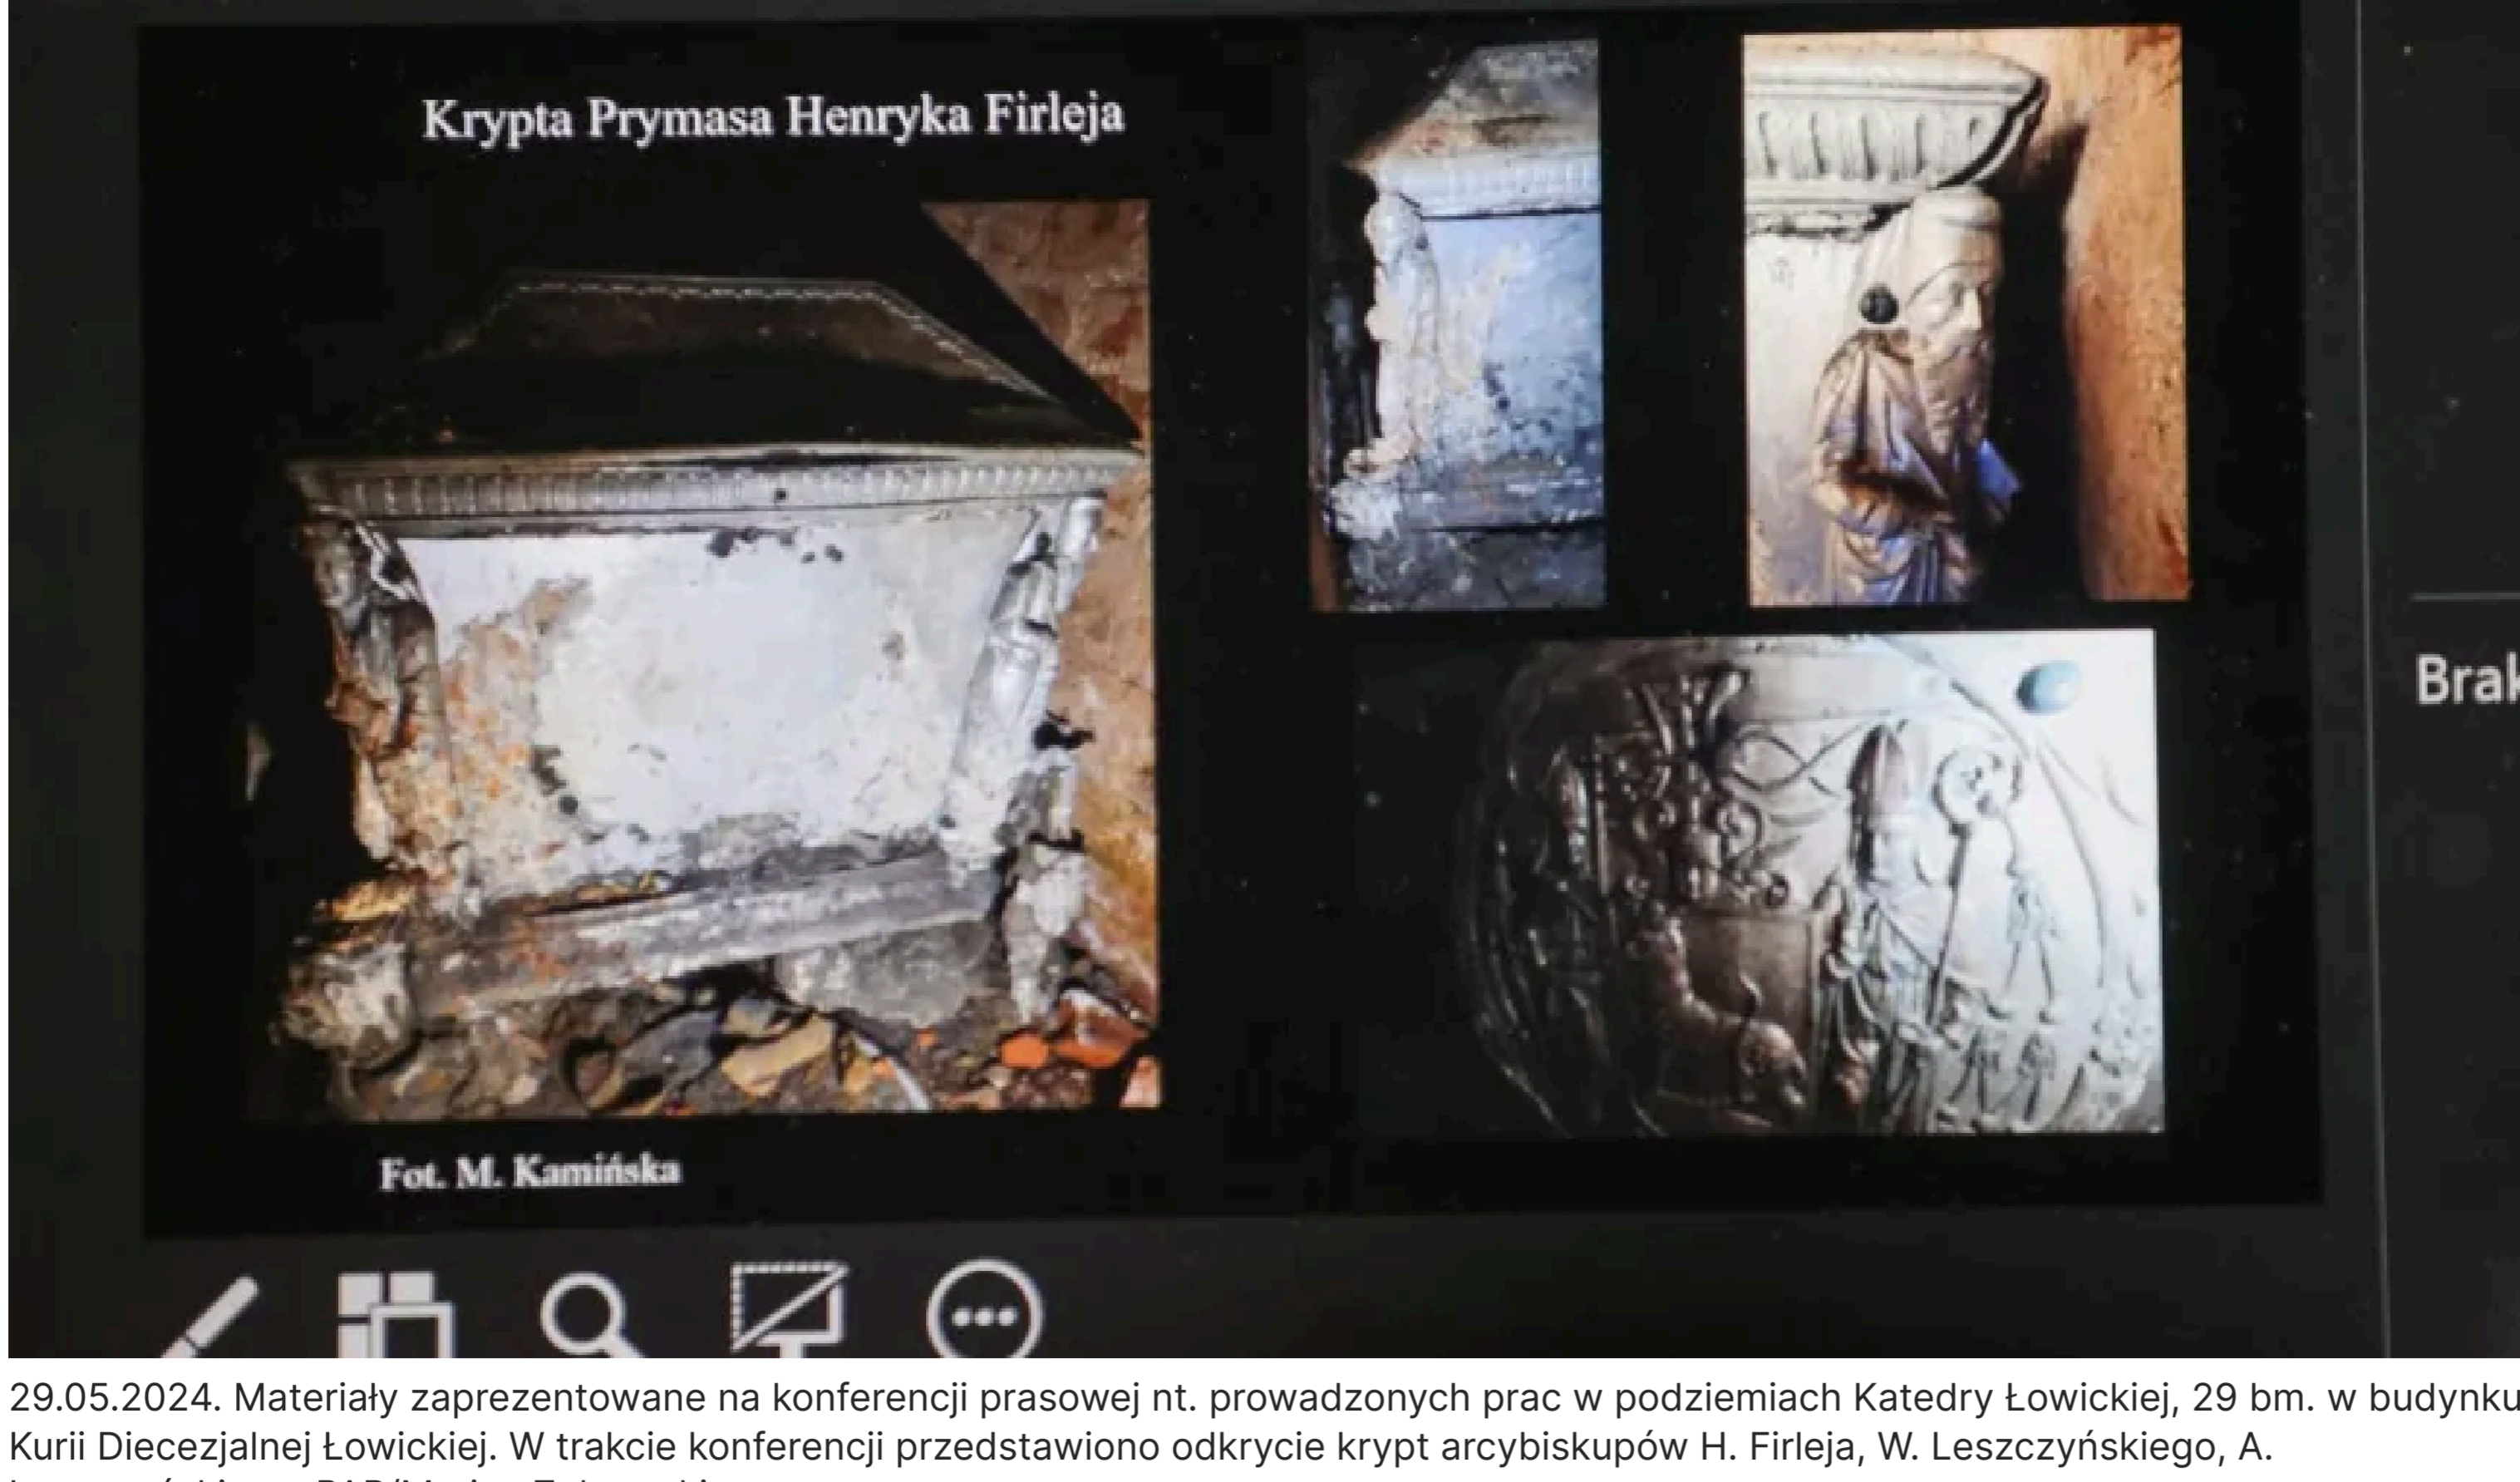 Krypta Prymasa Henryka Firleja
Fot. M. Kamińska
29.05.2024. Materiały zaprezentowane na konferencji prasowej nt. prowadzonych prac w podziemiach Katedry Łowickiej, 29 bm. w budynku
Kurii Diecezjalnej Łowickiej. W trakcie konferencji przedstawiono odkrycie krypt arcybiskupów H. Firleja, W. Leszczyńskiego, A.